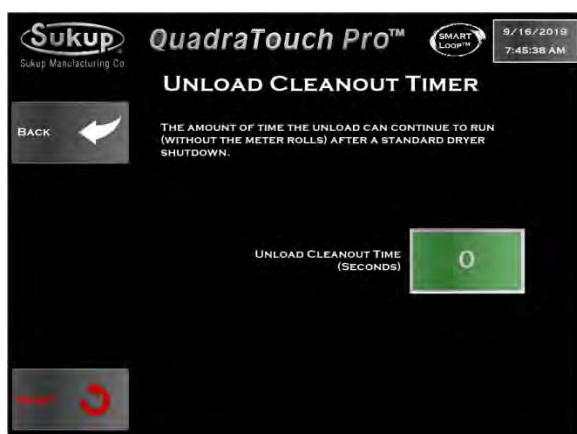 Sukup
Sukup Manufacturing Co.
QuadraTouch Pro™
SMART
LOOP™
9/16/2019
7:45:38 AM
UNLOAD CLEANOUT TIMER
BACK
THE AMOUNT OF TIME THE UNLOAD CAN CONTINUE TO RUN
(WITHOUT THE METER ROLLS) AFTER A STANDARD DRYER
SHUTDOWN.
UNLOAD CLEANOUT TIME
(SECONDS)
0